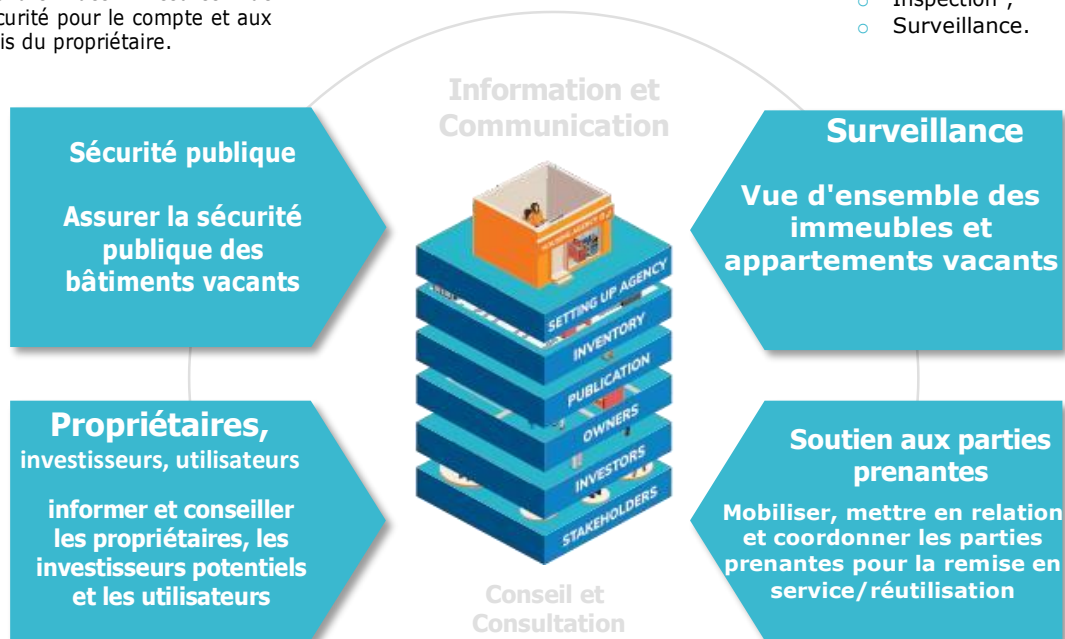 curité pour le compte et aux
is du propriétaire.
Inspection ;
Surveillance.
Information et
Communication
Sécurité publique
Assurer la sécurité
publique des
bâtiments vacants
Surveillance
Vue d'ensemble des
immeubles et
appartements vacants
SETTING UP AGENCY
INVENTORY
PUBLICATION
OWNERS
INVESTORS
STAKEHOLDERS
Propriétaires,
investisseurs, utilisateurs
informer et conseiller
les propriétaires, les
investisseurs potentiels
et les utilisateurs
Soutien aux parties
prenantes
Mobiliser, mettre en relation
et coordonner les parties
prenantes pour la remise en
service/réutilisation
Conseil et
Consultation